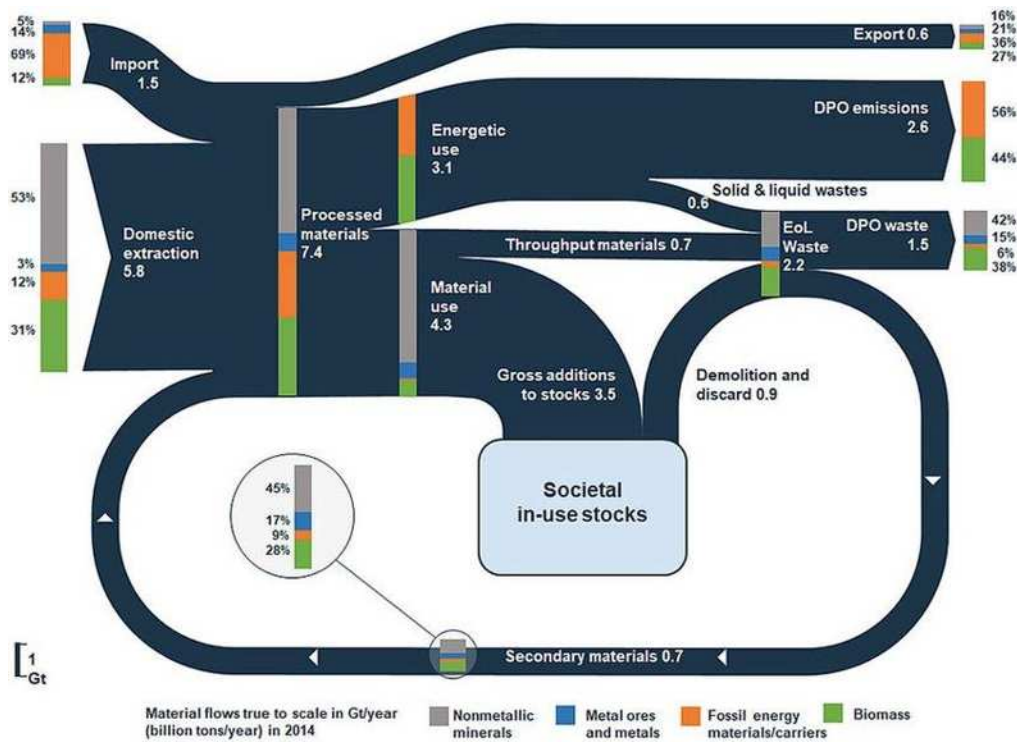 5%
14%
69%
12%
Import
1.5
Export 0.6
16%
21%
36%
27%
53%
3%
12%
31%
Domestic
extraction
5.8
Processed
materials
7.4
Energetic
use
3.1
DPO emissions
2.6
56%
44%
Solid & liquid wastes
0.6
Throughput materials 0.7
EoL
Waste
2.2
DPO waste
1.5
42%
15%
6%
38%
Material
use
4.3
Gross additions
to stocks 3.5
Demolition and
discard 0.9
Societal
in-use stocks
45%
17%
9%
28%
Secondary materials 0.7
1
Gt
Material flows true to scale in Gt/year
(billion tons/year) in 2014
Nonmetallic
minerals
Metal ores
and metals
Fossil energy
materials/carriers
Biomass